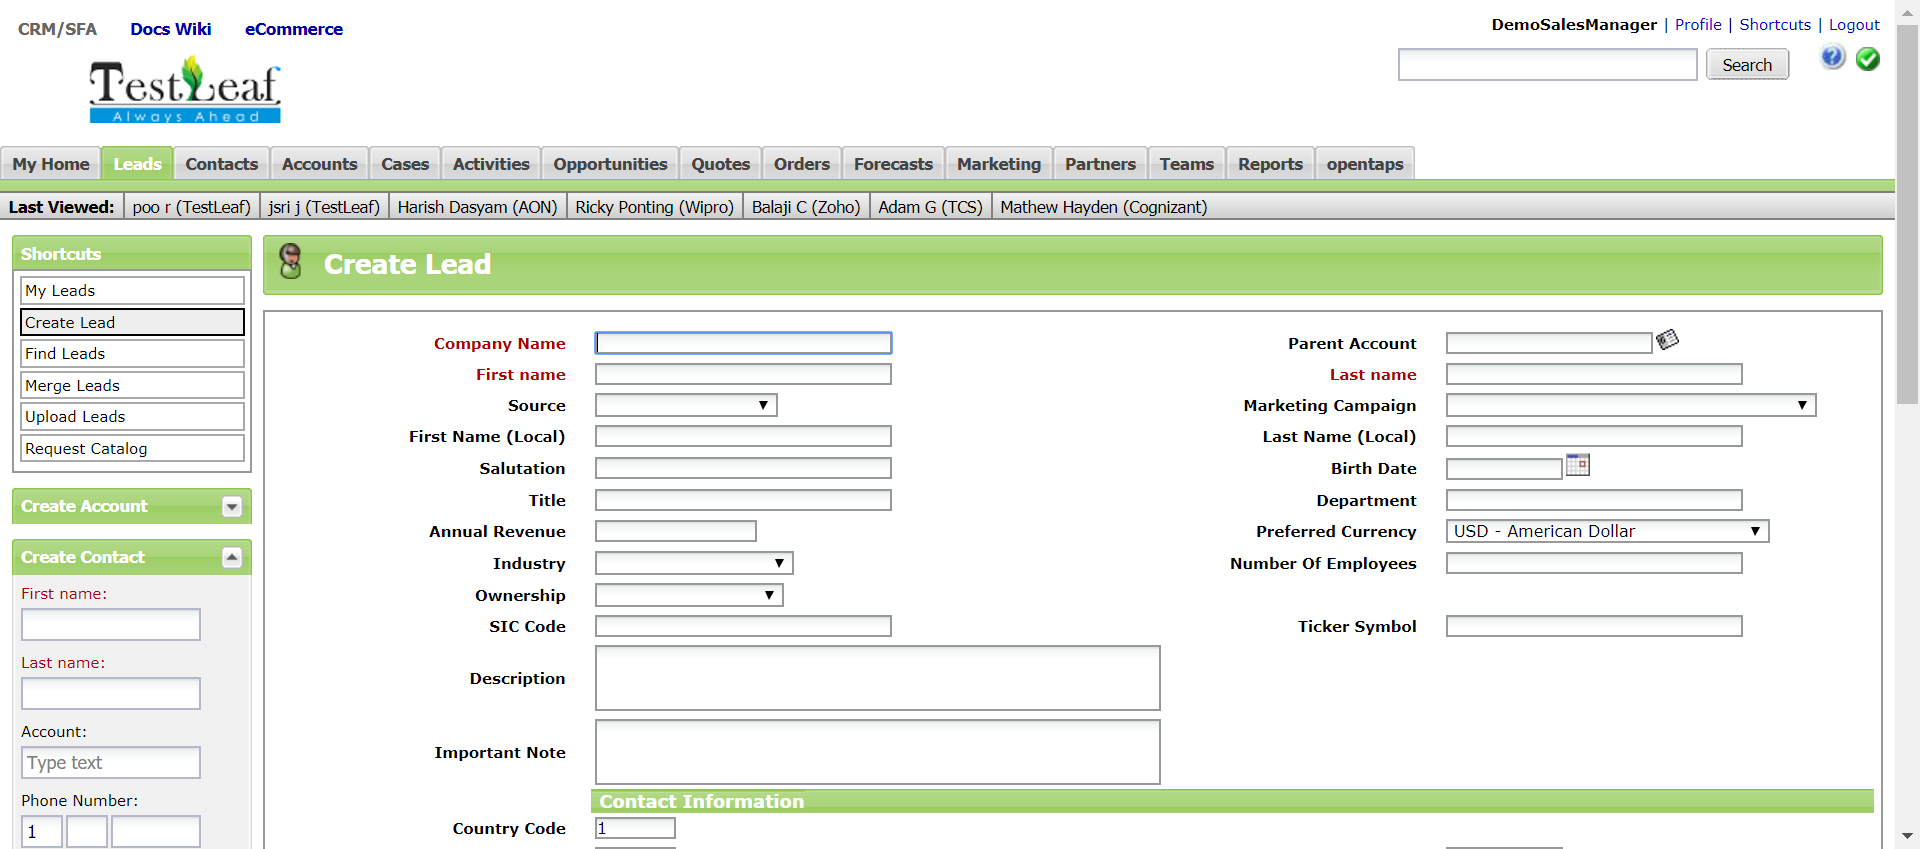 CRM/SFA Docs Wiki eCommerce
DemoSalesManager | Profile | Shortcuts | Logout
Search
TestLeaf
Always Ahead
My Home Leads Contacts Accounts Cases Activities Opportunities Quotes Orders Forecasts Marketing Partners Teams Reports opentaps
Last Viewed: poo r (TestLeaf) jsri j (TestLeaf) Harish Dasyam (AON) Ricky Ponting (Wipro) Balaji C (Zoho) Adam G (TCS) Mathew Hayden (Cognizant)
Shortcuts
My Leads
Create Lead
Find Leads
Merge Leads
Upload Leads
Request Catalog
Create Account
Create Contact
First name:
Last name:
Account:
Type text
Phone Number:
1
Create Lead
Company Name Parent Account
First name Last name
Source Marketing Campaign
First Name (Local) Last Name (Local)
Salutation Birth Date
Title Department
Annual Revenue Preferred Currency USD - American Dollar
Industry Number Of Employees
Ownership
SIC Code Ticker Symbol
Description
Important Note
Contact Information
Country Code 1